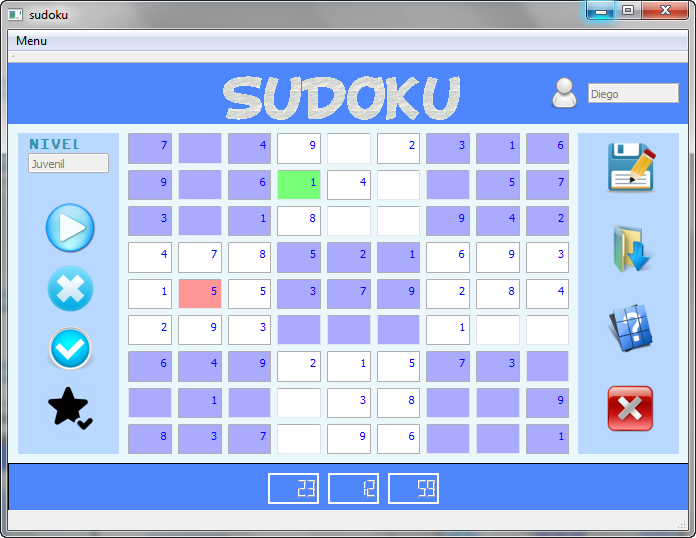 sudoku
Menu
SUDOKU
Diego
NIVEL
Juvenil
7 4 9 2 3 1 6
9 6 1 4 5 7
3 1 8 9 4 2
4 7 8 5 2 1 6 9 3
1 5 5 3 7 9 2 8 4
2 9 3 1
6 4 9 2 1 5 7 3
1 3 8 9
8 3 7 9 6 1
?
23 12 59